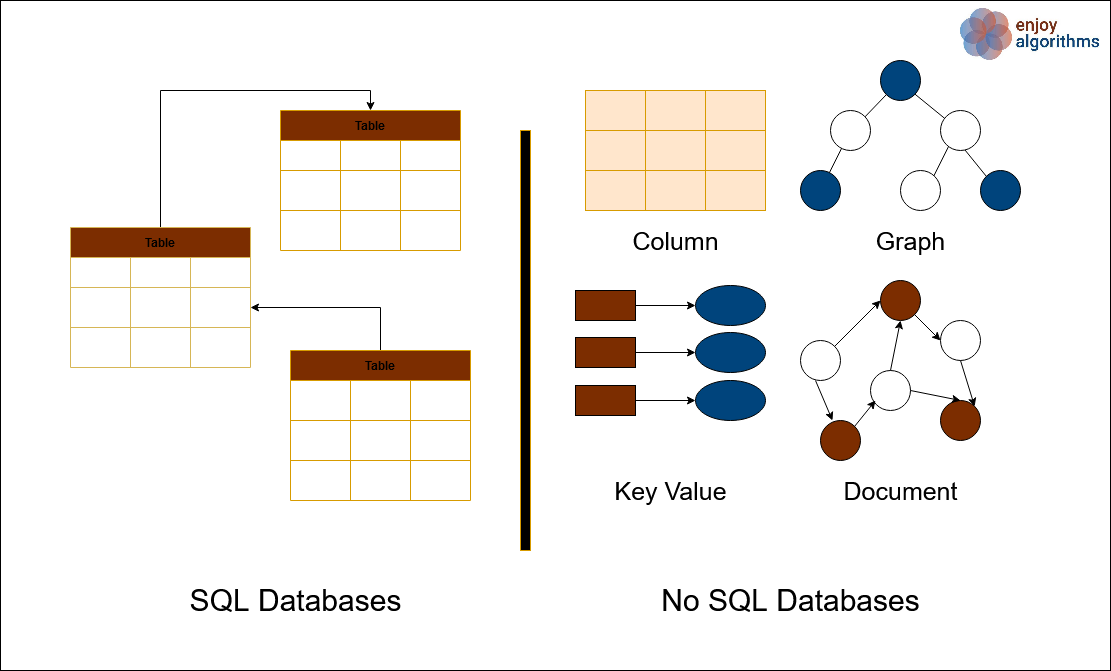 enjoy
algorithms
Table
Table
Table
Column
Graph
Key Value
Document
SQL Databases
No SQL Databases